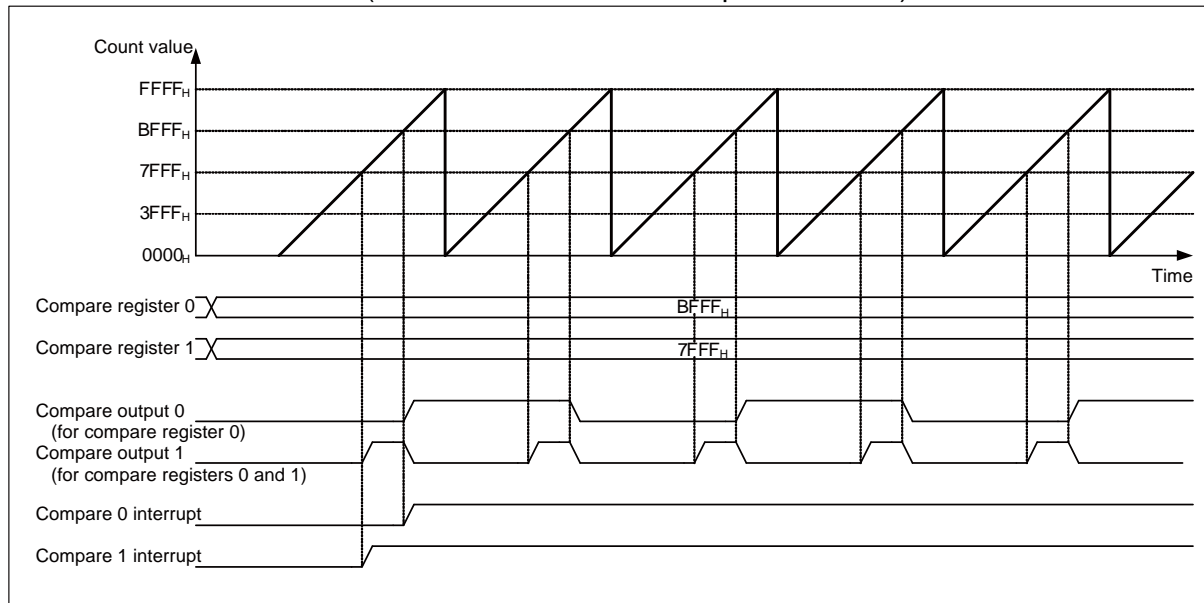 Count value
FFFFH
BFFFH
7FFFH
3FFFH
0000H
Time
Compare register 0
BFFFH
Compare register 1
7FFFH
Compare output 0
(for compare register 0)
Compare output 1
(for compare registers 0 and 1)
Compare 0 interrupt
Compare 1 interrupt